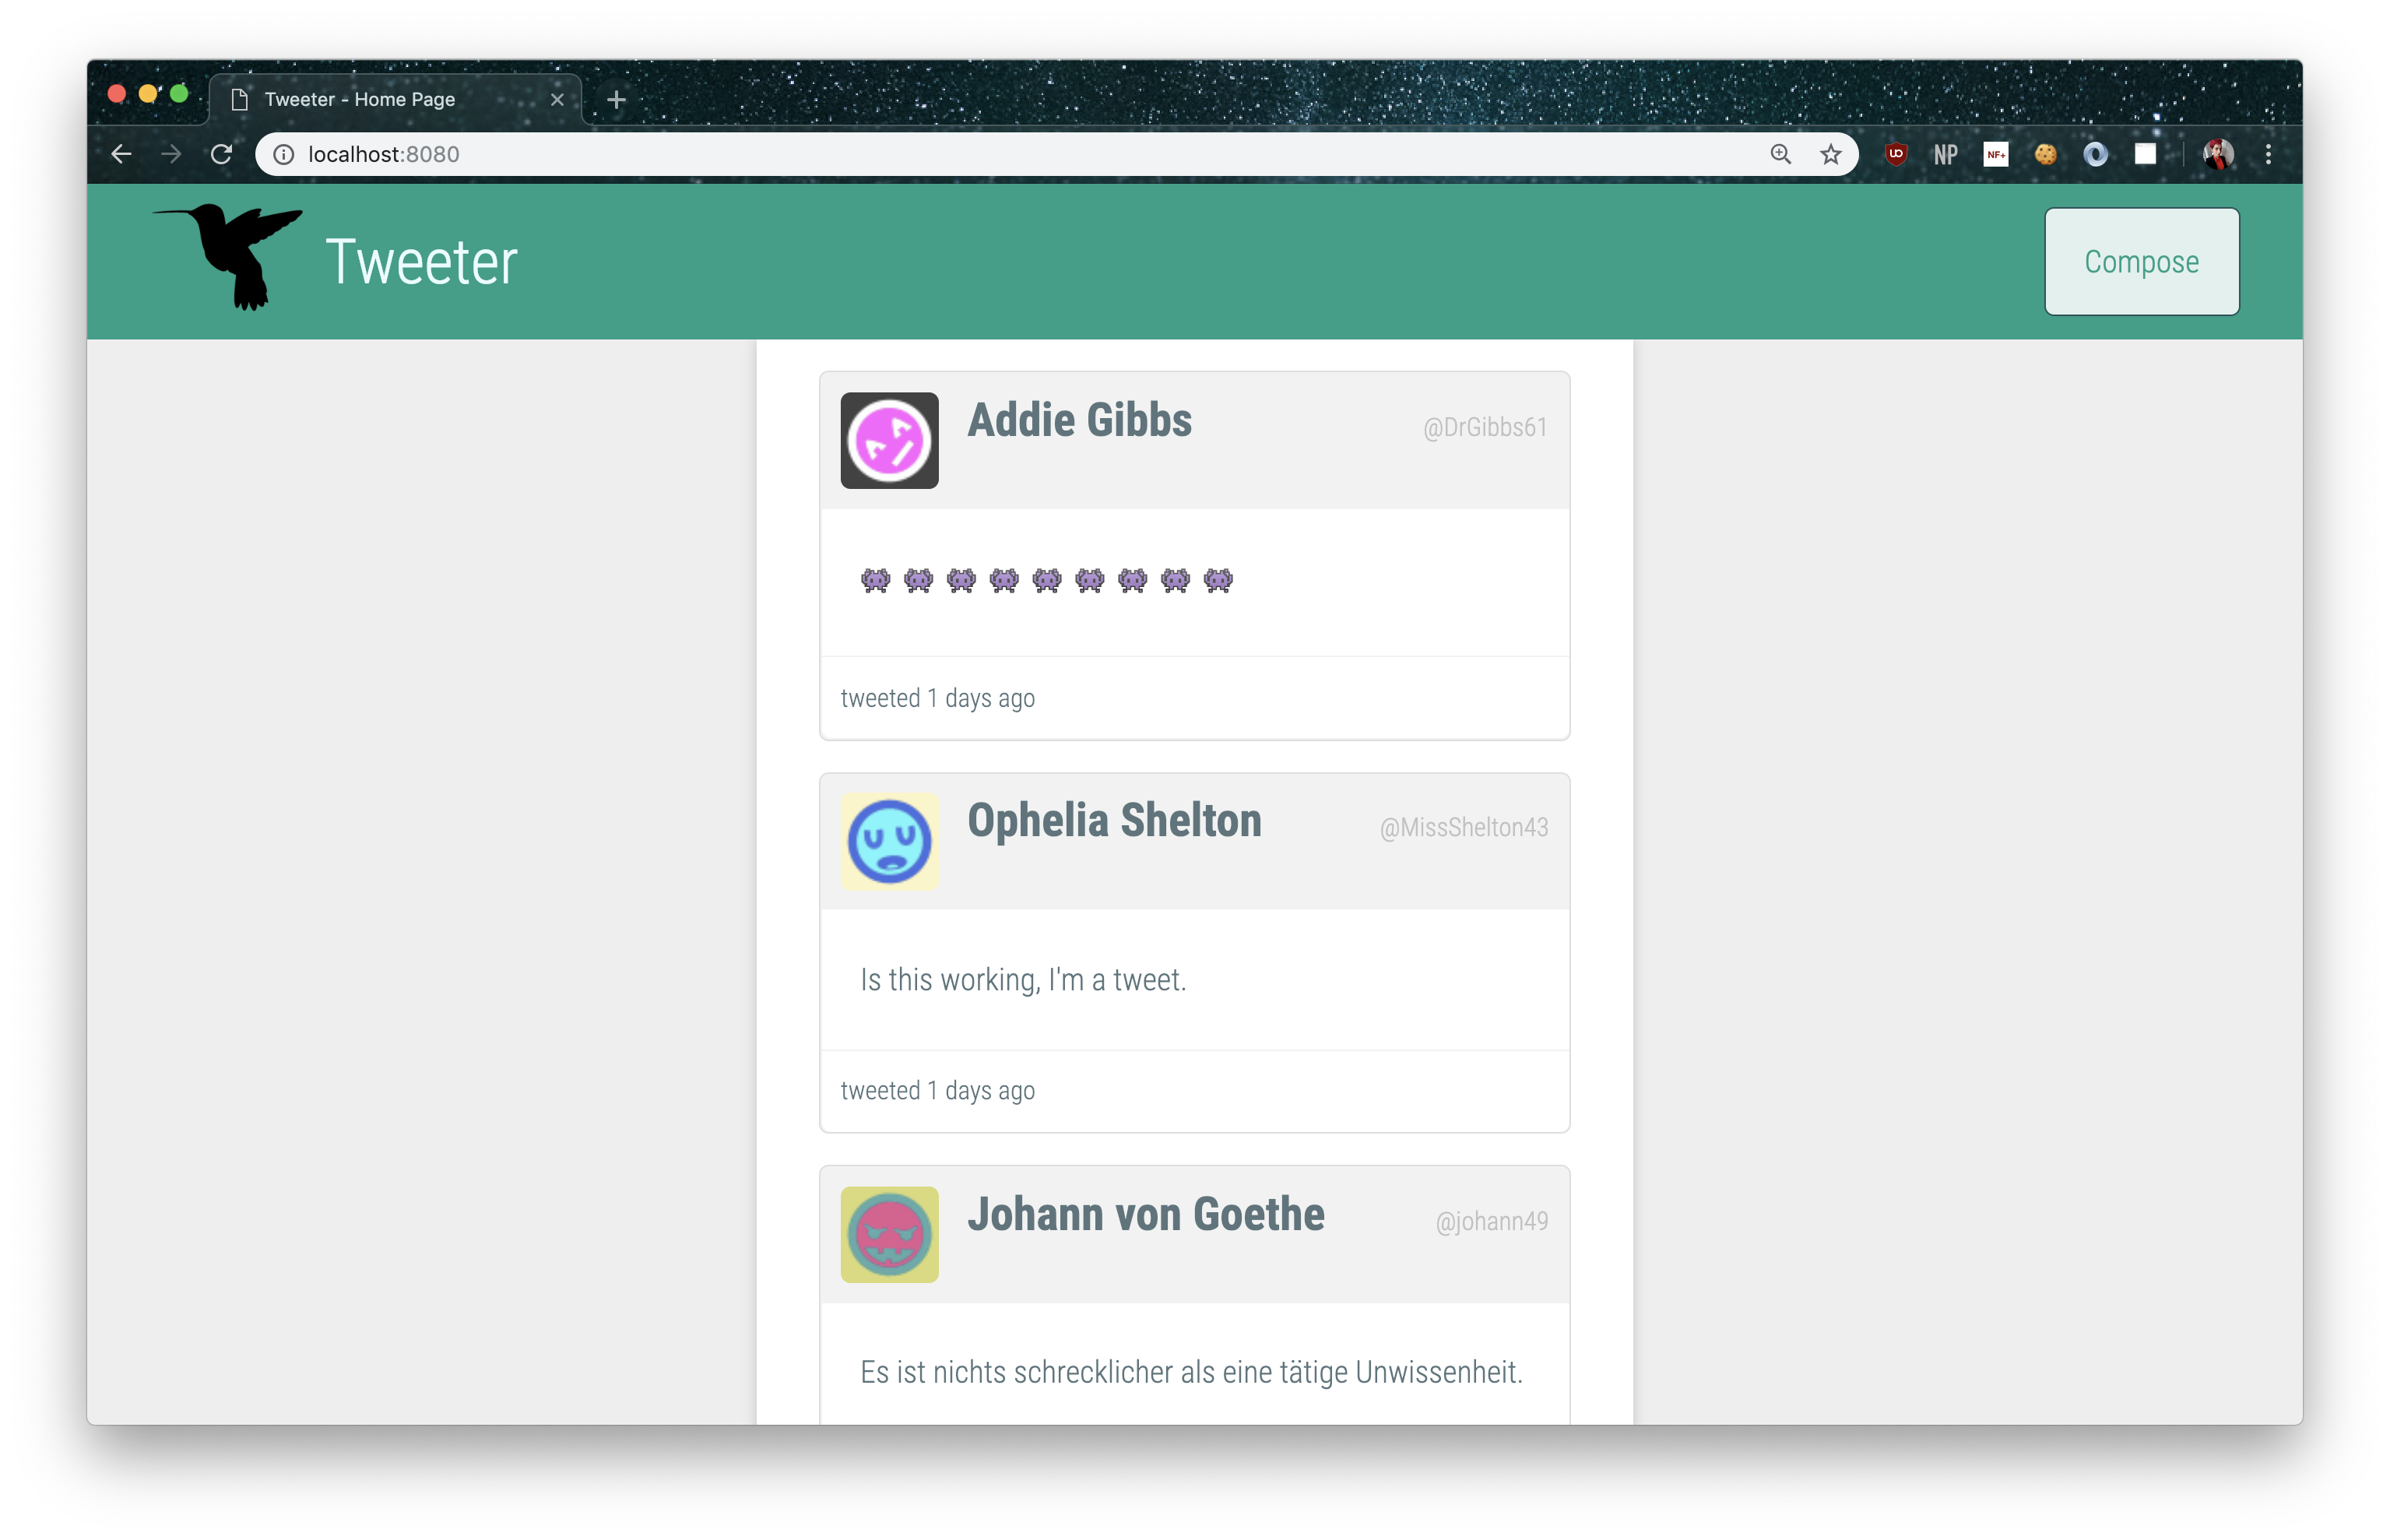 Tweeter - Home Page
localhost:8080
UO NP NF+
Tweeter
Compose
Addie Gibbs @DrGibbs61
👾 👾 👾 👾 👾 👾 👾 👾 👾
tweeted 1 days ago
Ophelia Shelton @MissShelton43
Is this working, I'm a tweet.
tweeted 1 days ago
Johann von Goethe @johann49
Es ist nichts schrecklicher als eine tätige Unwissenheit.